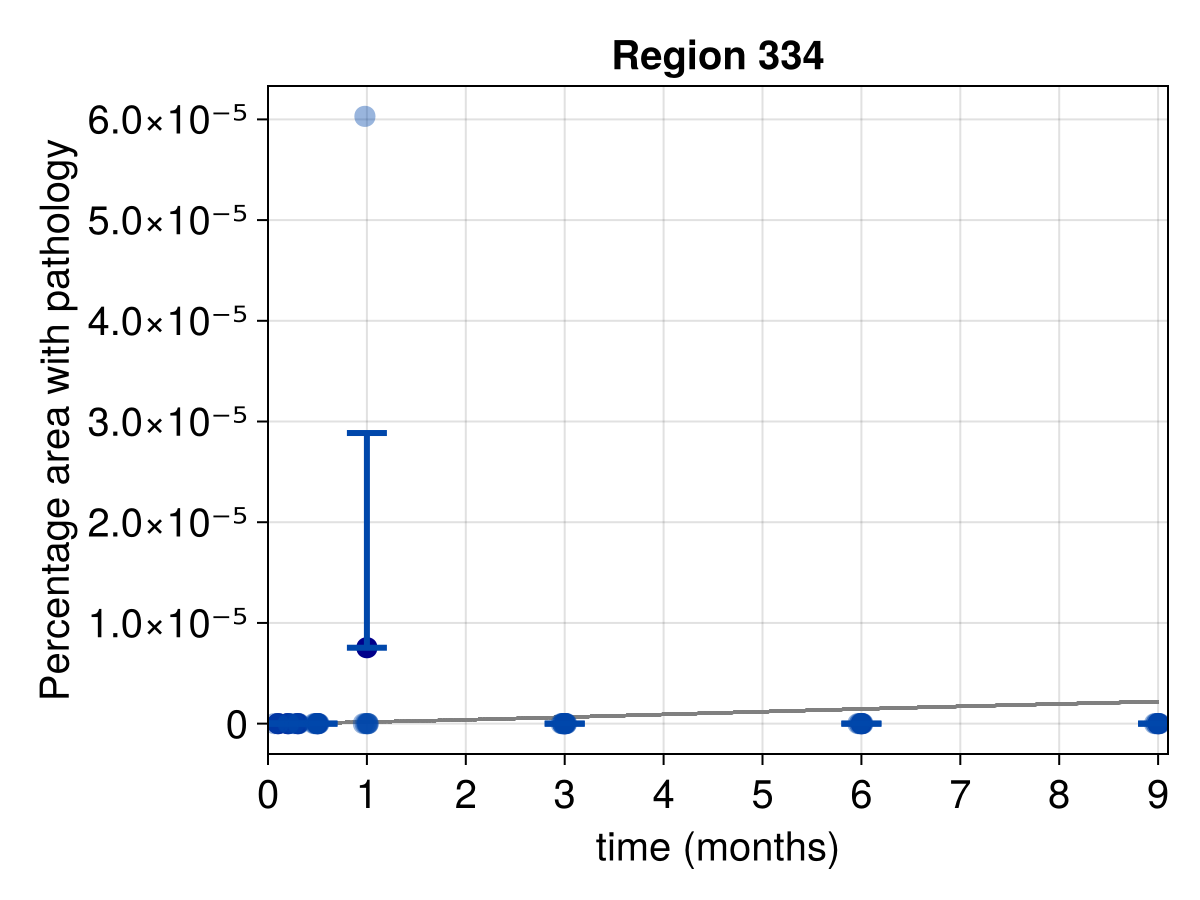 Region 334
Percentage area with pathology
6.0×10⁻⁵
5.0×10⁻⁵
4.0×10⁻⁵
3.0×10⁻⁵
2.0×10⁻⁵
1.0×10⁻⁵
0
0 1 2 3 4 5 6 7 8 9
time (months)